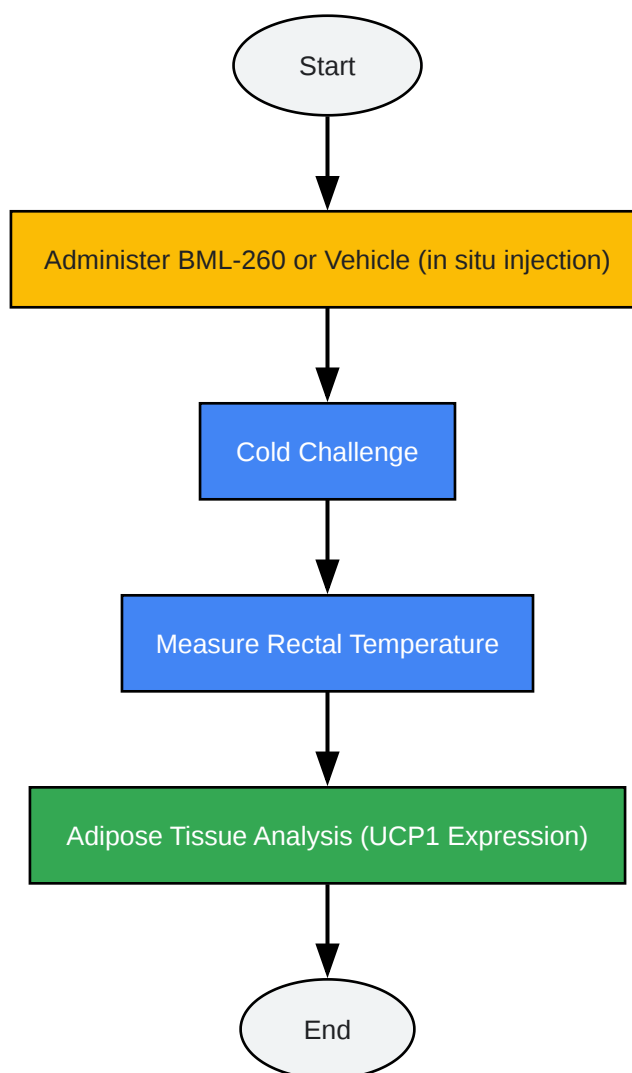 Start
Administer BML-260 or Vehicle (in situ injection)
Cold Challenge
Measure Rectal Temperature
Adipose Tissue Analysis (UCP1 Expression)
End